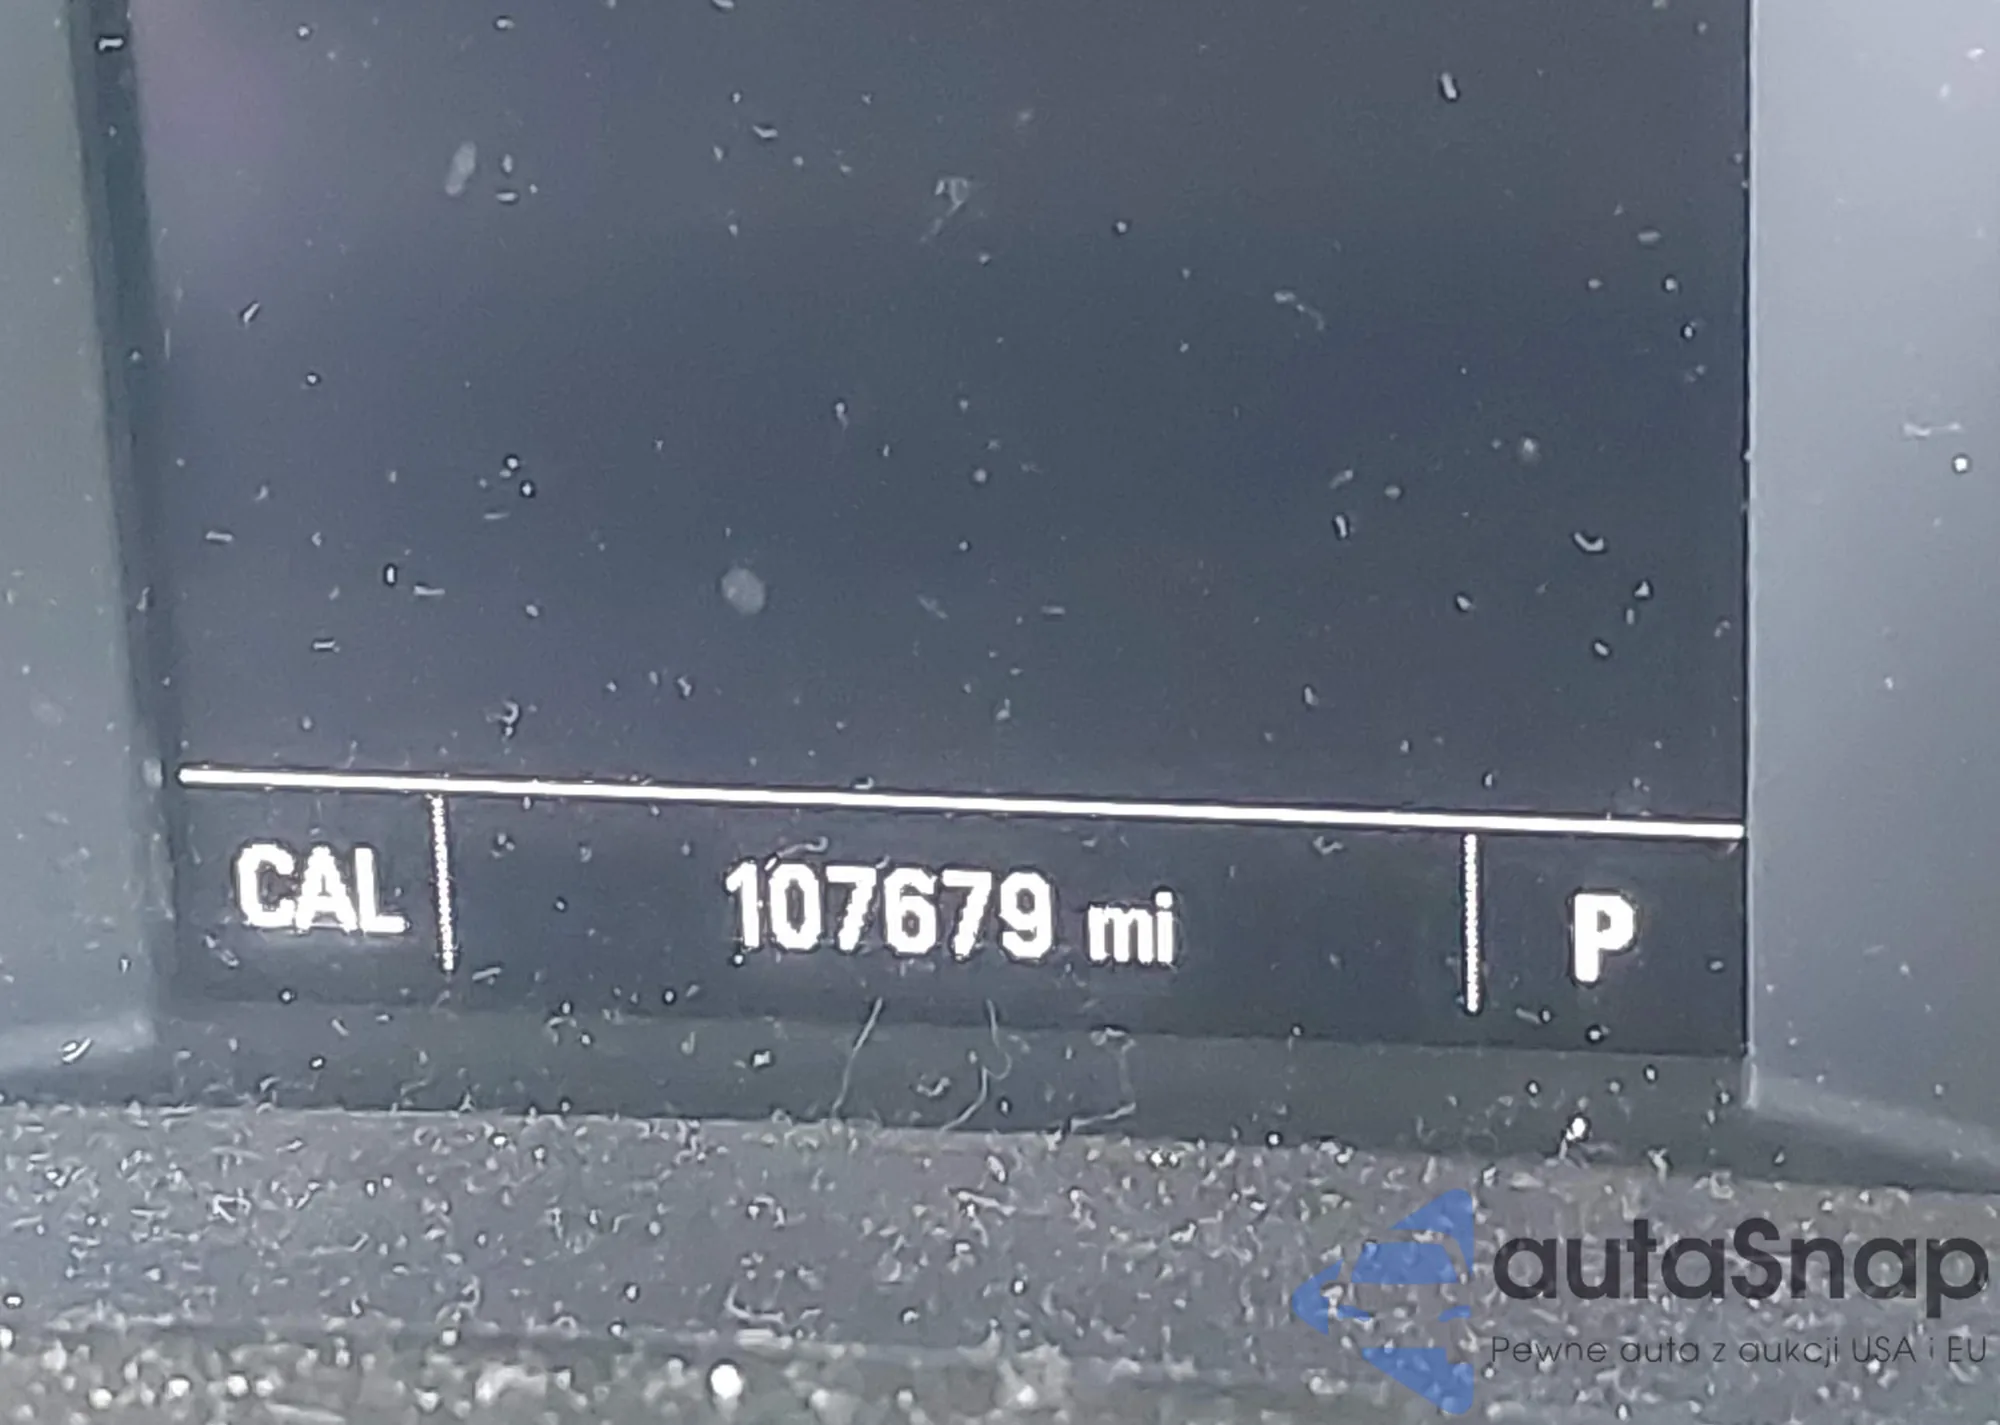 CAL 107679 mi P
autaSnap
Pewne auta z aukcji USA i EU